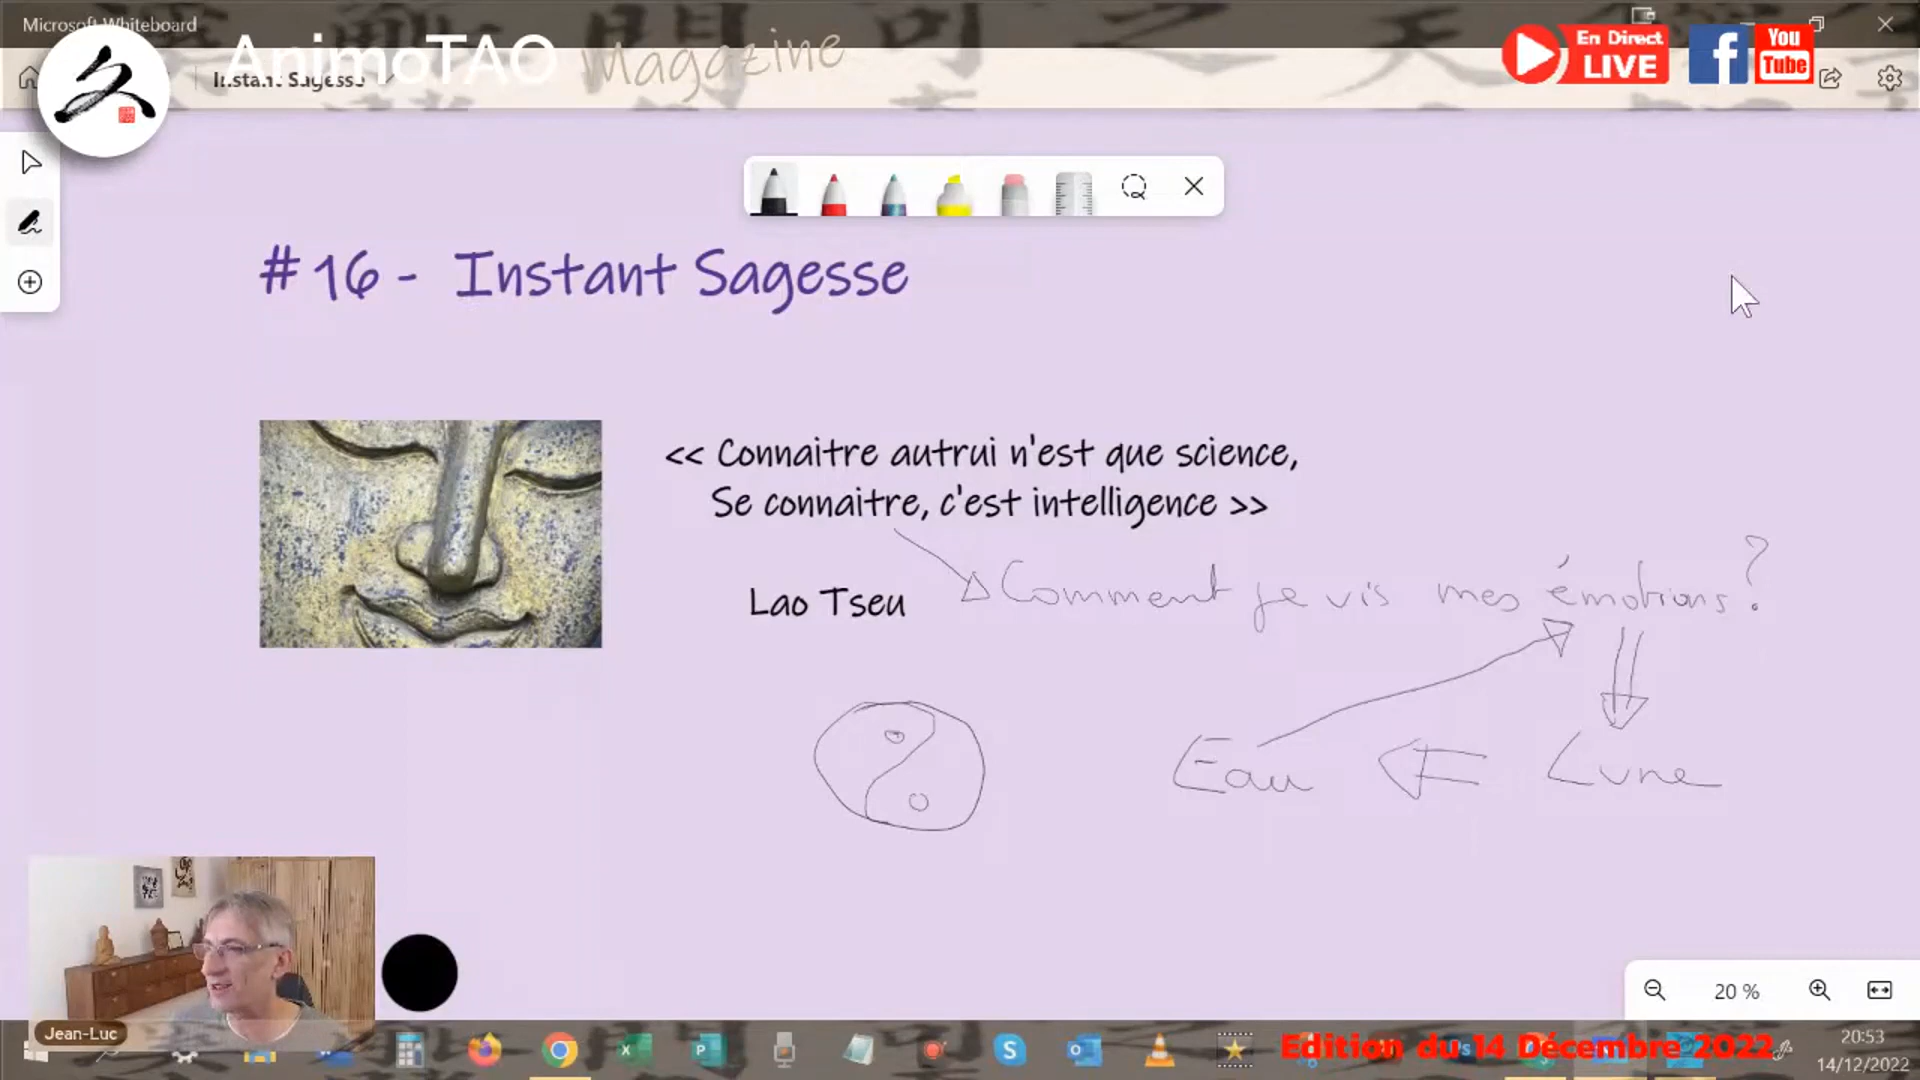 Microsoft Whiteboard
AnimoTAO Magazine
Instant Sagesse
En Direct
LIVE
You
Tube
#16 - Instant Sagesse
<< Connaitre autrui n'est que science,
Se connaitre, c'est intelligence >>
Lao Tseu
Comment je vis mes émotions ?
Eau
Lune
Jean-Luc
20 %
Edition du 14 Décembre 2022
20:53
14/12/2022